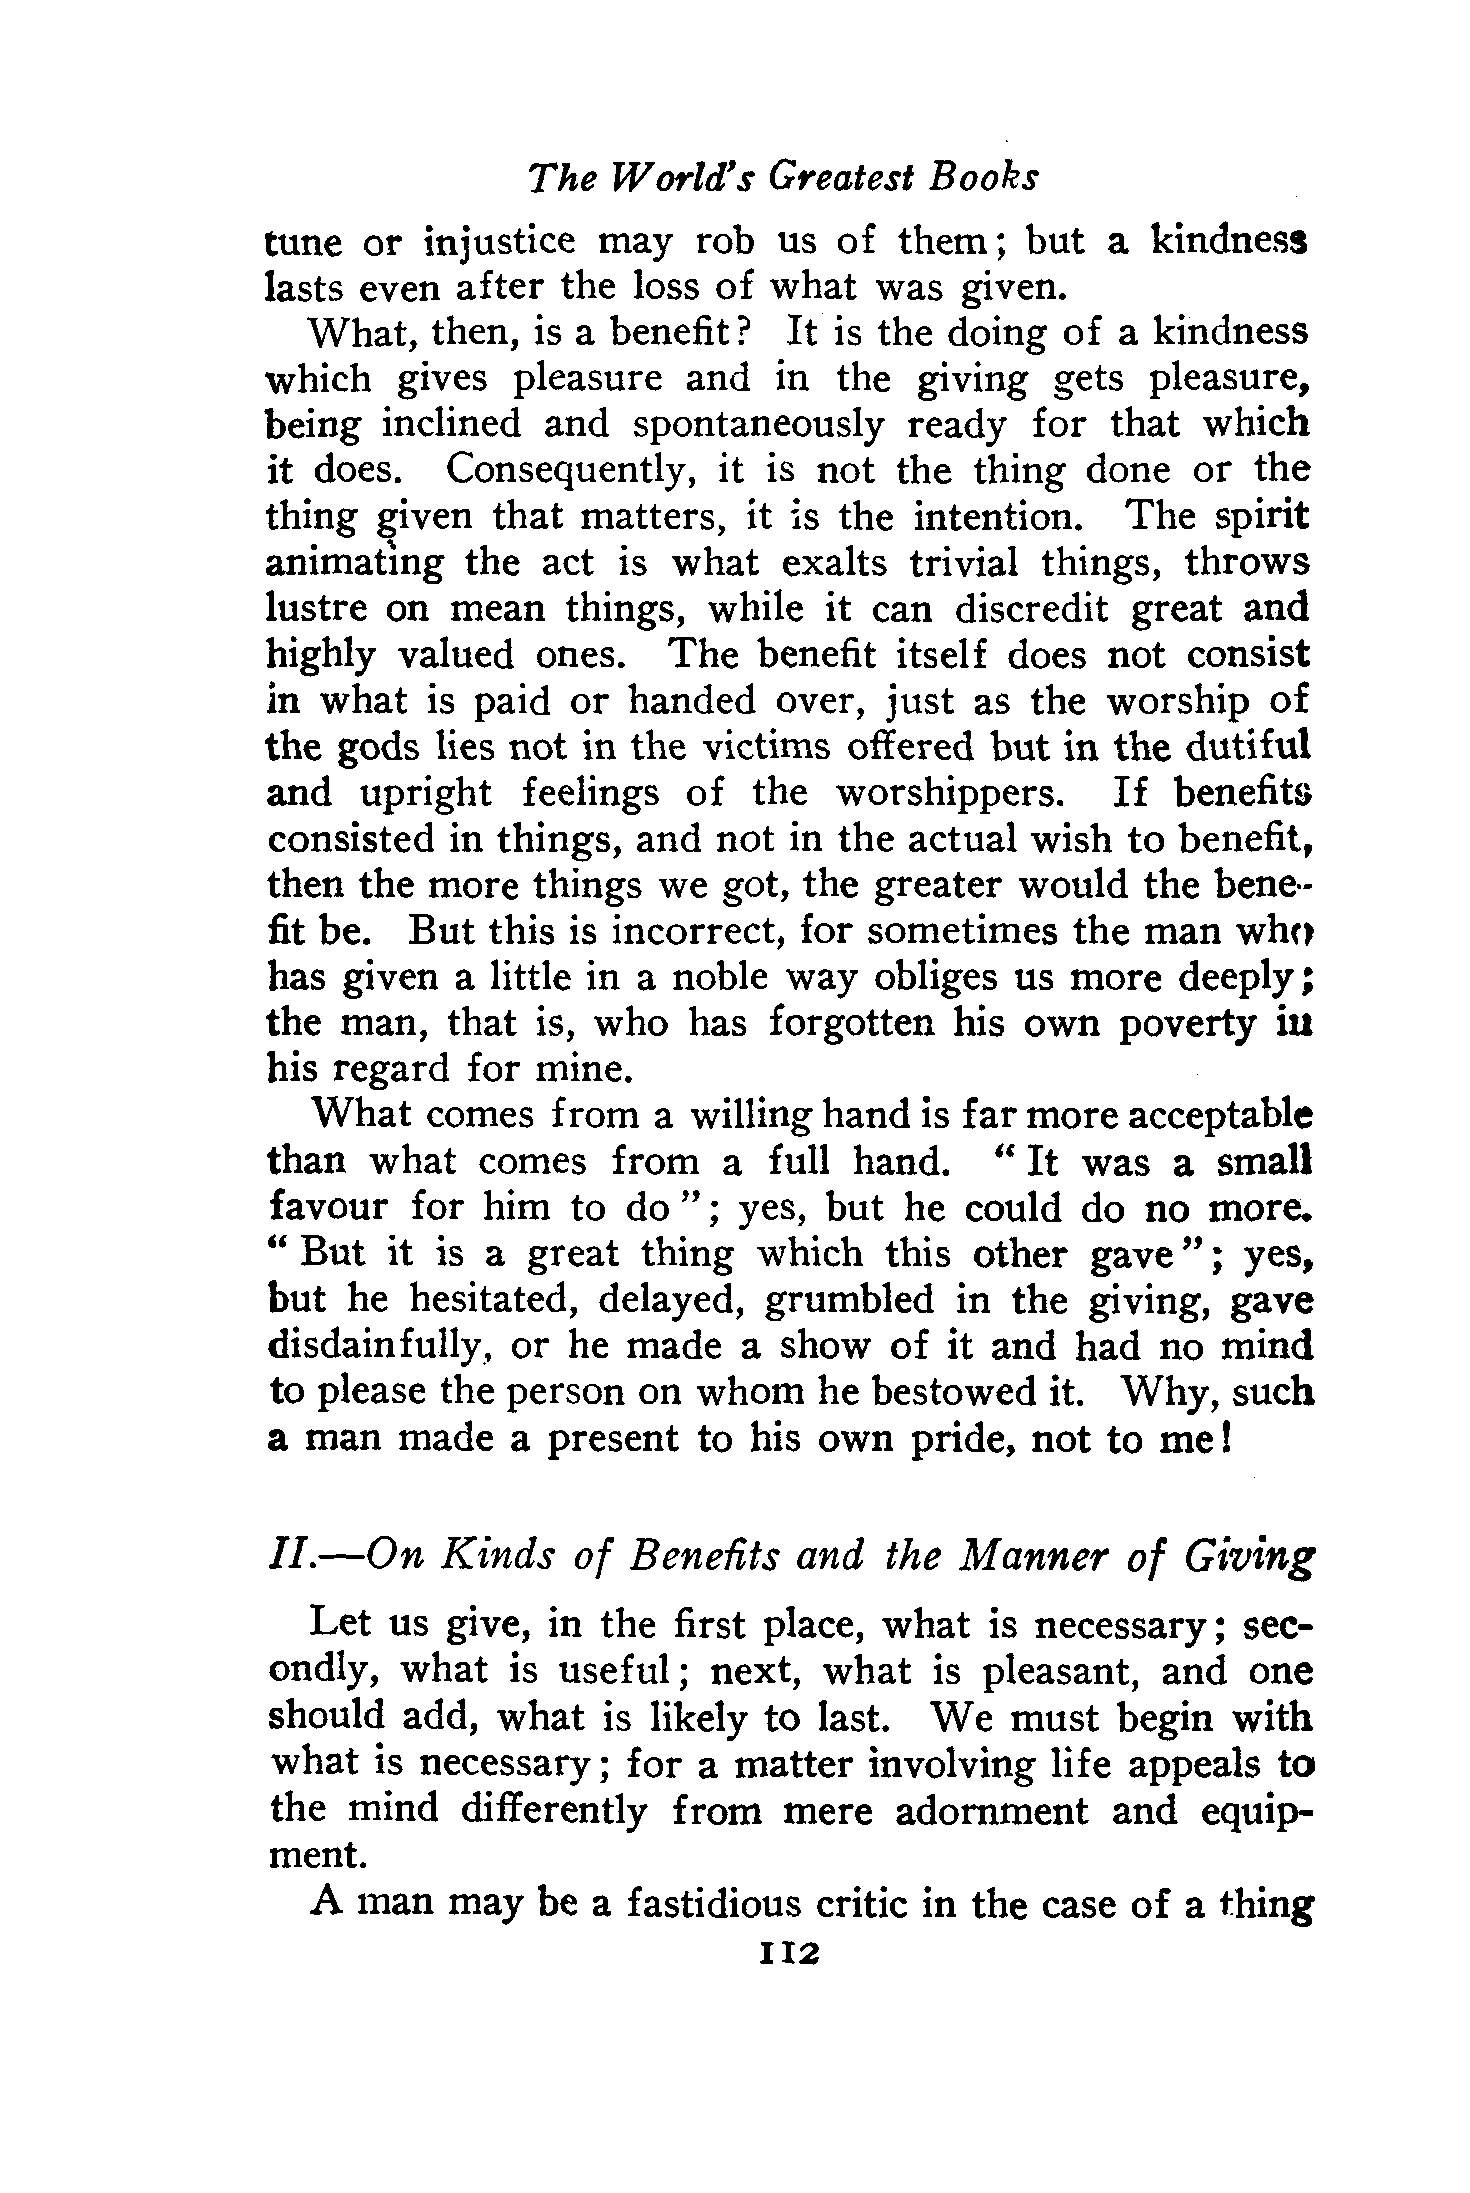 The World's Greatest Books
tune or injustice may rob us of them; but a kindness
lasts even after the loss of what was given.
What, then, is a benefit? It is the doing of a kindness
which gives pleasure and in the giving gets pleasure,
being inclined and spontaneously ready for that which
it does. Consequently, it is not the thing done or the
thing given that matters, it is the intention. The spirit
animating the act is what exalts trivial things, throws
lustre on mean things, while it can discredit great and
highly valued ones. The benefit itself does not consist
in what is paid or handed over, just as the worship of
the gods lies not in the victims offered but in the dutiful
and upright feelings of the worshippers. If benefits
consisted in things, and not in the actual wish to benefit,
then the more things we got, the greater would the bene-
fit be. But this is incorrect, for sometimes the man who
has given a little in a noble way obliges us more deeply;
the man, that is, who has forgotten his own poverty in
his regard for mine.
What comes from a willing hand is far more acceptable
than what comes from a full hand. "It was a small
favour for him to do"; yes, but he could do no more.
"But it is a great thing which this other gave"; yes,
but he hesitated, delayed, grumbled in the giving, gave
disdainfully, or he made a show of it and had no mind
to please the person on whom he bestowed it. Why, such
a man made a present to his own pride, not to me!
II.—On Kinds of Benefits and the Manner of Giving
Let us give, in the first place, what is necessary; sec-
ondly, what is useful; next, what is pleasant, and one
should add, what is likely to last. We must begin with
what is necessary; for a matter involving life appeals to
the mind differently from mere adornment and equip-
ment.
A man may be a fastidious critic in the case of a thing
112